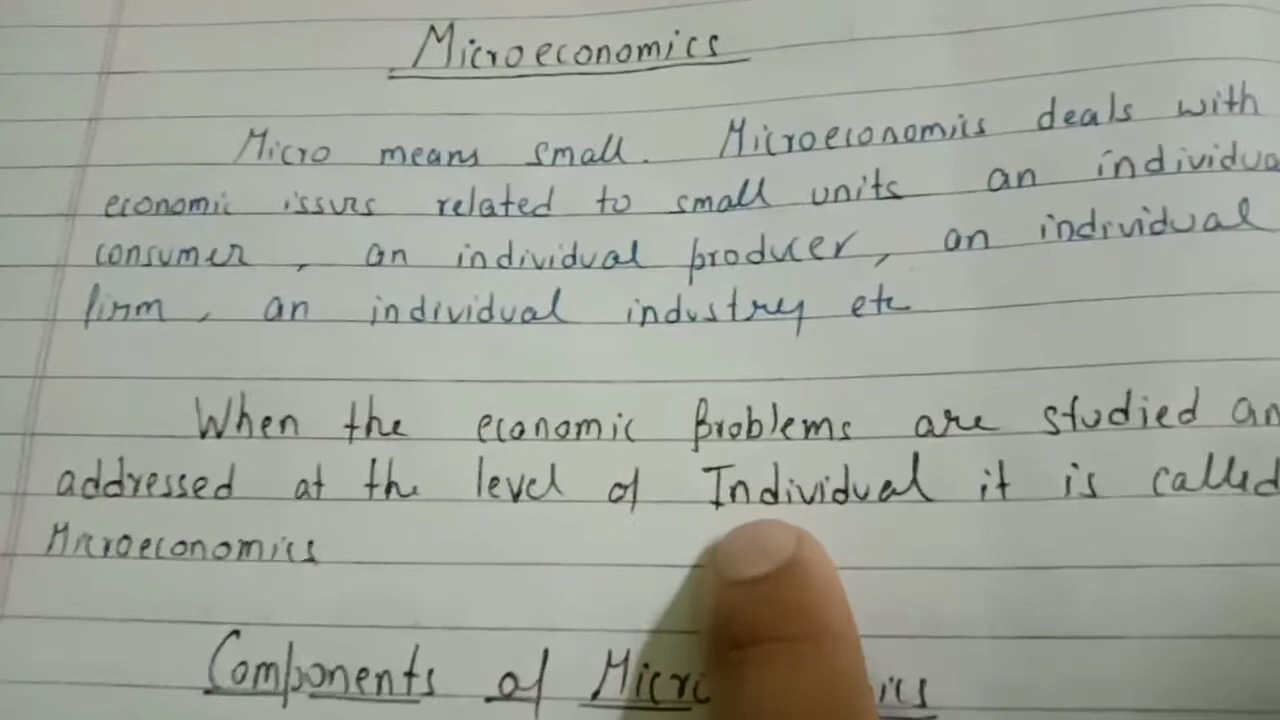 Microeconomics
Micro means small. Microeconomics deals with
economic issues related to small units an individua
consumer, an individual producer, an individual
firm, an individual industry etc
When the economic Problems are studied an
addressed at the level of Individual it is called
Microeconomics
Components of Micro ics